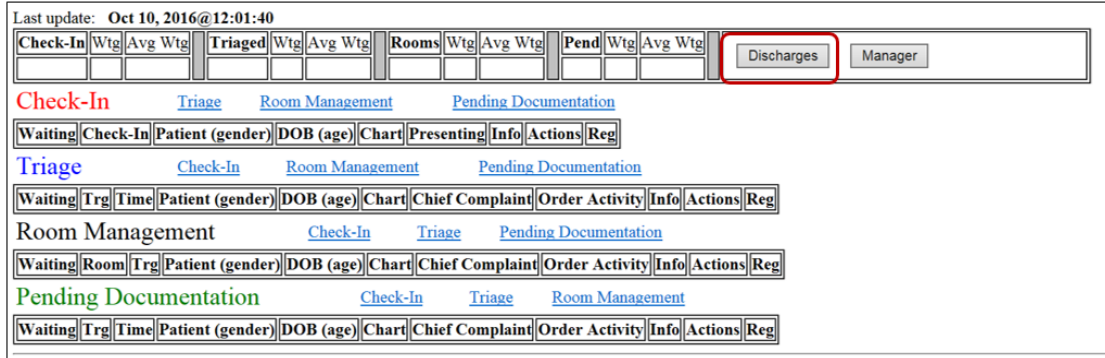 Last update: Oct 10, 2016@12:01:40
Check-In Wtg Avg Wtg Triaged Wtg Avg Wtg Rooms Wtg Avg Wtg Pend Wtg Avg Wtg Discharges Manager
Check-In Triage Room Management Pending Documentation
Waiting Check-In Patient (gender) DOB (age) Chart Presenting Info Actions Reg
Triage Check-In Room Management Pending Documentation
Waiting Trg Time Patient (gender) DOB (age) Chart Chief Complaint Order Activity Info Actions Reg
Room Management Check-In Triage Pending Documentation
Waiting Room Trg Patient (gender) DOB (age) Chart Chief Complaint Order Activity Info Actions Reg
Pending Documentation Check-In Triage Room Management
Waiting Trg Time Patient (gender) DOB (age) Chart Chief Complaint Order Activity Info Actions Reg